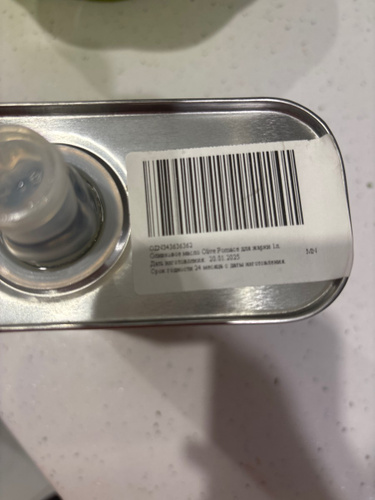 Оливковое масло Olive Pomace для жарки 1л
Дата изготовления: 20.01.2025
Срок годности 24 месяца с даты изготовления